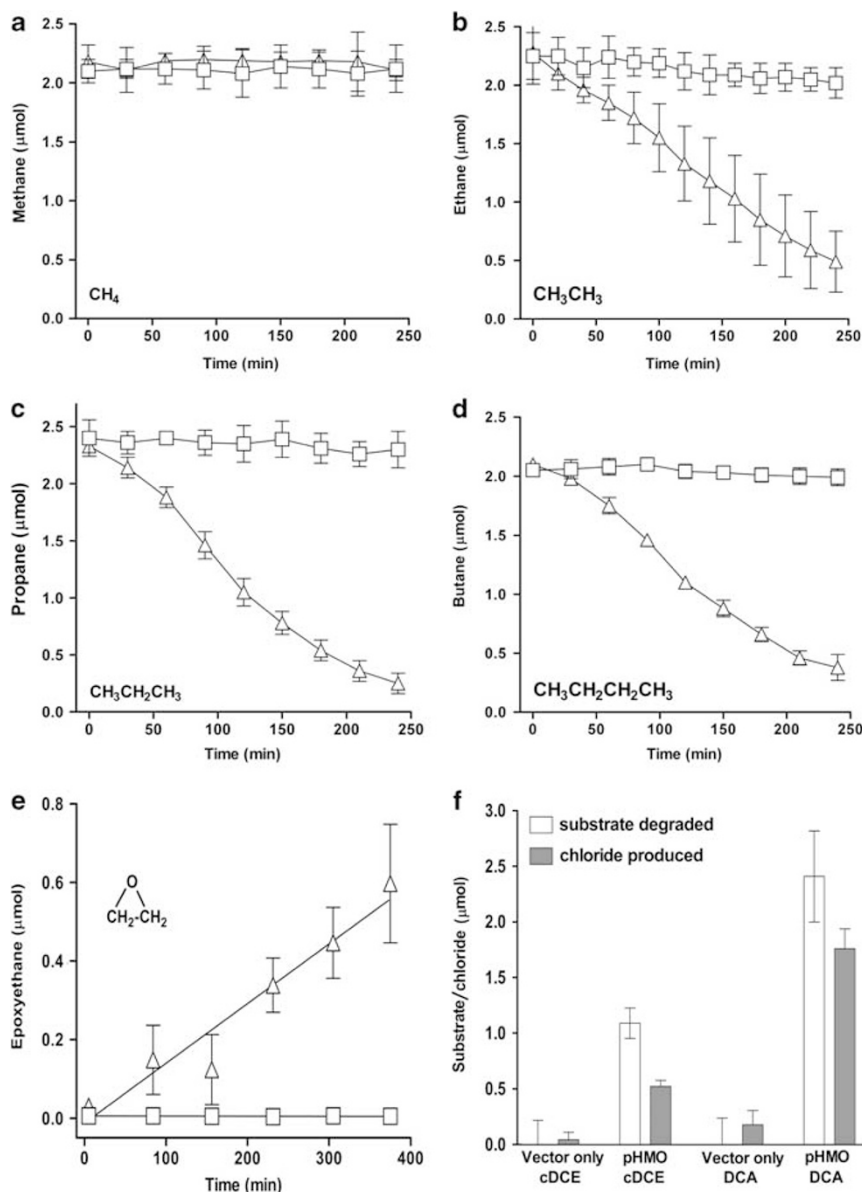 a
2.5
2.0
1.5
1.0
0.5
0.0
Methane (μmol)
CH₄
0 50 100 150 200 250
Time (min)
b
2.5
2.0
1.5
1.0
0.5
0.0
Ethane (μmol)
CH₃CH₃
0 50 100 150 200 250
Time (min)
c
2.5
2.0
1.5
1.0
0.5
0.0
Propane (μmol)
CH₃CH₂CH₃
0 50 100 150 200 250
Time (min)
d
2.5
2.0
1.5
1.0
0.5
0.0
Butane (μmol)
CH₃CH₂CH₂CH₃
0 50 100 150 200 250
Time (min)
e
0.8
0.6
0.4
0.2
0.0
Epoxyethane (μmol)
O
CH₂-CH₂
0 100 200 300 400
Time (min)
f
3.0
2.5
2.0
1.5
1.0
0.5
0.0
Substrate/chloride (μmol)
substrate degraded
chloride produced
Vector only pHMO Vector only pHMO
cDCE cDCE DCA DCA